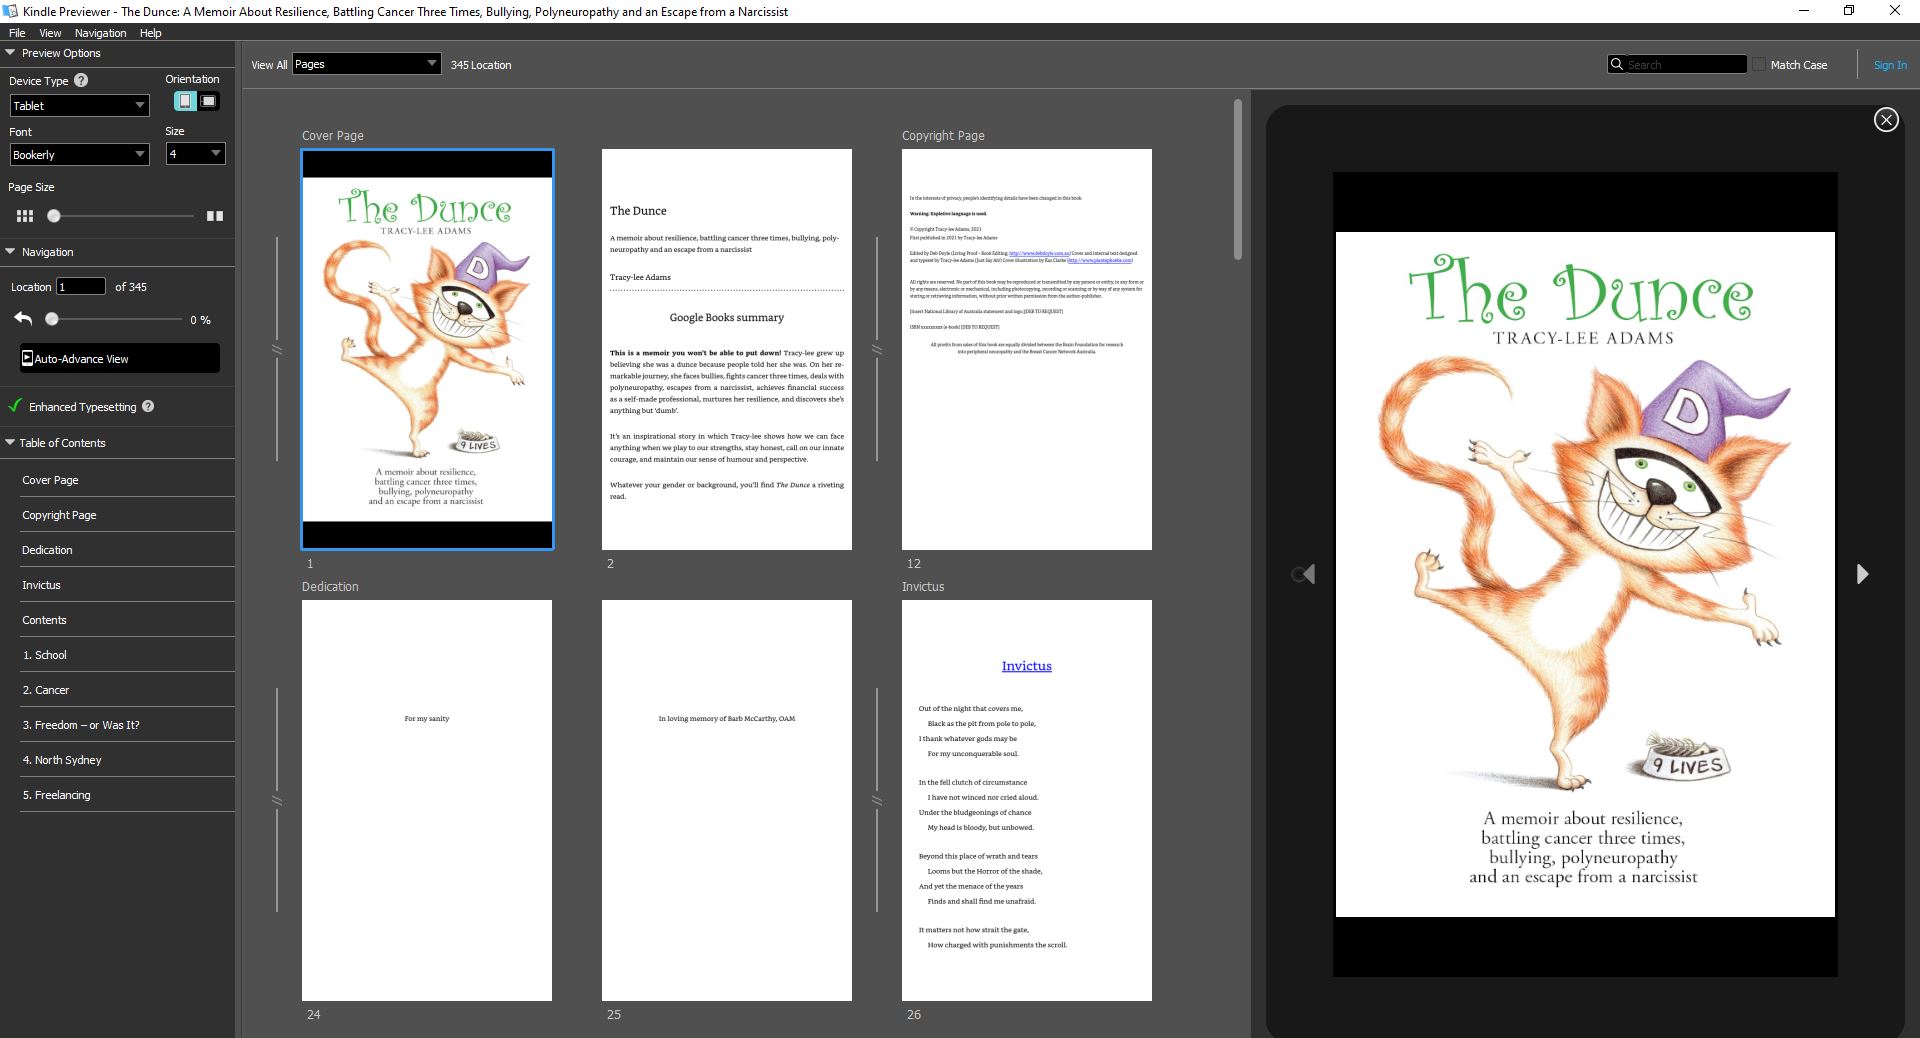 Kindle Previewer - The Dunce: A Memoir About Resilience, Battling Cancer Three Times, Bullying, Polyneuropathy and an Escape from a Narcissist
File View Navigation Help
Preview Options
Device Type ?
Orientation
Tablet
Font
Size
Bookerly
4
Page Size
Navigation
Location 1 of 345
0 %
Auto-Advance View
Enhanced Typesetting ?
Table of Contents
Cover Page
Copyright Page
Dedication
Invictus
Contents
1. School
2. Cancer
3. Freedom – or Was It?
4. North Sydney
5. Freelancing
View All Pages 345 Location
Search
Match Case
Sign In
Cover Page
The Dunce
TRACY-LEE ADAMS
D
9 LIVES
A memoir about resilience,
battling cancer three times,
bullying, polyneuropathy
and an escape from a narcissist
1
The Dunce
A memoir about resilience, battling cancer three times, bullying, poly-
neuropathy and an escape from a narcissist
Tracy-lee Adams
Google Books summary
This is a memoir you won't be able to put down! Tracy-lee grew up
believing she was a dunce because people told her she was. On her re-
markable journey, she faces bullies, fights cancer three times, deals with
polyneuropathy, escapes from a narcissist, achieves financial success
as a self-made professional, nurtures her resilience, and discovers she's
anything but 'dumb'.
It's an inspirational story in which Tracy-lee shows how we can face
anything when we play to our strengths, stay honest, call on our innate
courage, and maintain our sense of humour and perspective.
Whatever your gender or background, you'll find The Dunce a riveting
read.
2
Copyright Page
In the interests of privacy, people's identifying details have been changed in this book.
Warning: Expletive language is used.
© Copyright Tracy-lee Adams, 2021
First published in 2021 by Tracy-lee Adams
Edited by Deb Doyle (Living Proof - Book Editing; http://www.debdoyle.com.au) Cover and internal text designed
and typeset by Tracy-lee Adams (Just Say Ah!) Cover illustration by Kaz Clarke (http://www.plantephoebe.com)
All rights are reserved. No part of this book may be reproduced or transmitted by any person or entity, in any form or
by any means, electronic or mechanical, including photocopying, recording or scanning or by way of any system for
storing or retrieving information, without prior written permission from the author-publisher.
[Insert National Library of Australia statement and logo [DEB TO REQUEST]
ISBN xxxxxxxxx (e-book) [DEB TO REQUEST]
All profits from sales of this book are equally divided between the Brain Foundation for research
into peripheral neuropathy and the Breast Cancer Network Australia.
12
Dedication
For my sanity
24
In loving memory of Barb McCarthy, OAM
25
Invictus
Invictus
Out of the night that covers me,
Black as the pit from pole to pole,
I thank whatever gods may be
For my unconquerable soul.
In the fell clutch of circumstance
I have not winced nor cried aloud.
Under the bludgeonings of chance
My head is bloody, but unbowed.
Beyond this place of wrath and tears
Looms but the Horror of the shade,
And yet the menace of the years
Finds and shall find me unafraid.
It matters not how strait the gate,
How charged with punishments the scroll.
26
The Dunce
TRACY-LEE ADAMS
D
9 LIVES
A memoir about resilience,
battling cancer three times,
bullying, polyneuropathy
and an escape from a narcissist